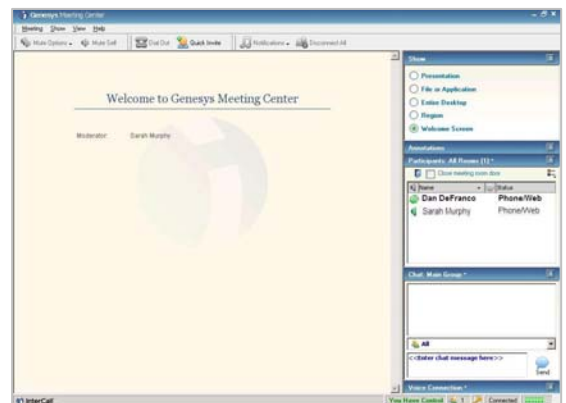 Genesys Meeting Center
Meeting Show View Help
Mute Options Mute Self Dial Out Quick Invite Notifications Disconnect All
Welcome to Genesys Meeting Center
Moderator: Sarah Murphy
Show
Presentation
File or Application
Entire Desktop
Region
Welcome Screen
Annotations
Participants: All Rooms (1)
Close meeting room door
Name Status
Dan DeFranco Phone/Web
Sarah Murphy Phone/Web
Chat: Main Group
All
<<Enter chat message here>>
Send
Voice Connection
InterCall
You Have Control 1 Connected